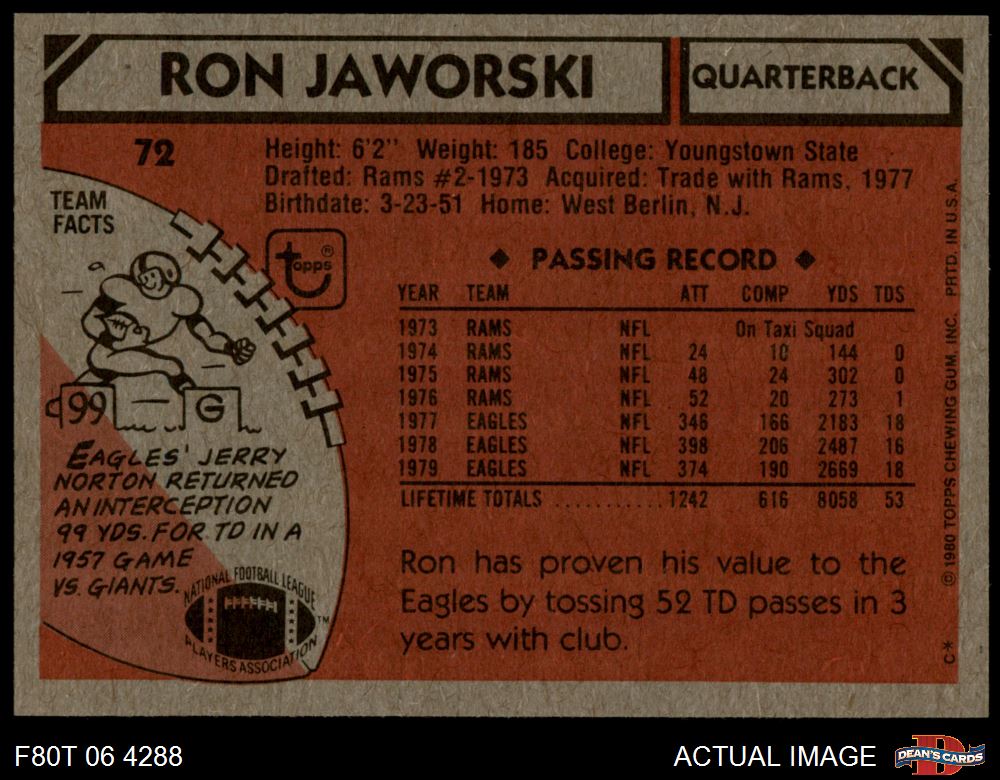 RON JAWORSKI
QUARTERBACK
72
Height: 6'2" Weight: 185 College: Youngstown State
Drafted: Rams #2-1973 Acquired: Trade with Rams, 1977
Birthdate: 3-23-51 Home: West Berlin, N.J.
TEAM
FACTS
topps®
99
G
EAGLES' JERRY
NORTON RETURNED
AN INTERCEPTION
99 YDS. FOR TD IN A
1957 GAME
VS. GIANTS.
NATIONAL FOOTBALL LEAGUE
PLAYERS ASSOCIATION
TM
◆ PASSING RECORD ◆
YEAR TEAM ATT COMP YDS TDS
1973 RAMS NFL On Taxi Squad
1974 RAMS NFL 24 10 144 0
1975 RAMS NFL 48 24 302 0
1976 RAMS NFL 52 20 273 1
1977 EAGLES NFL 346 166 2183 18
1978 EAGLES NFL 398 206 2487 16
1979 EAGLES NFL 374 190 2669 18
LIFETIME TOTALS ........... 1242 616 8058 53
Ron has proven his value to the
Eagles by tossing 52 TD passes in 3
years with club.
C* © 1980 TOPPS CHEWING GUM, INC. PRTD. IN U.S.A.
F80T 06 4288
ACTUAL IMAGE
D
DEAN'S CARDS